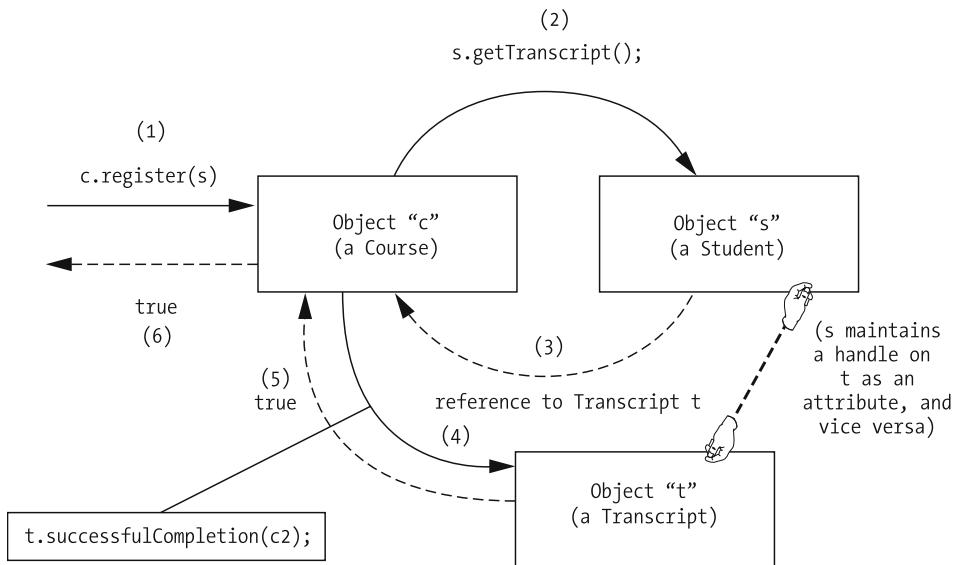 (2)
s.getTranscript();
(1)
c.register(s)
Object “c”
(a Course)
Object “s”
(a Student)
true
(6)
(3)
(s maintains
a handle on
t as an
attribute, and
vice versa)
(5)
true
reference to Transcript t
(4)
Object “t”
(a Transcript)
t.successfulCompletion(c2);